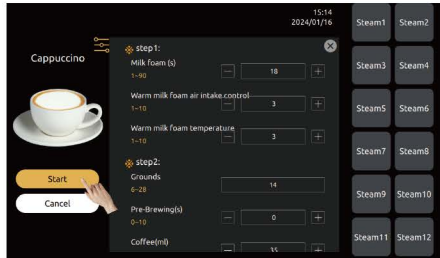 15:14
2024/01/16
Cappuccino
Start
Cancel
step1:
Milk foam (s)
1~90
18
Warm milk foam air intake control
1~10
3
Warm milk foam temperature
1~10
3
step2:
Grounds
6~28
14
Pre-Brewing(s)
0~10
0
Coffee(ml)
35
Steam1 Steam2
Steam3 Steam4
Steam5 Steam6
Steam7 Steam8
Steam9 Steam10
Steam11 Steam12